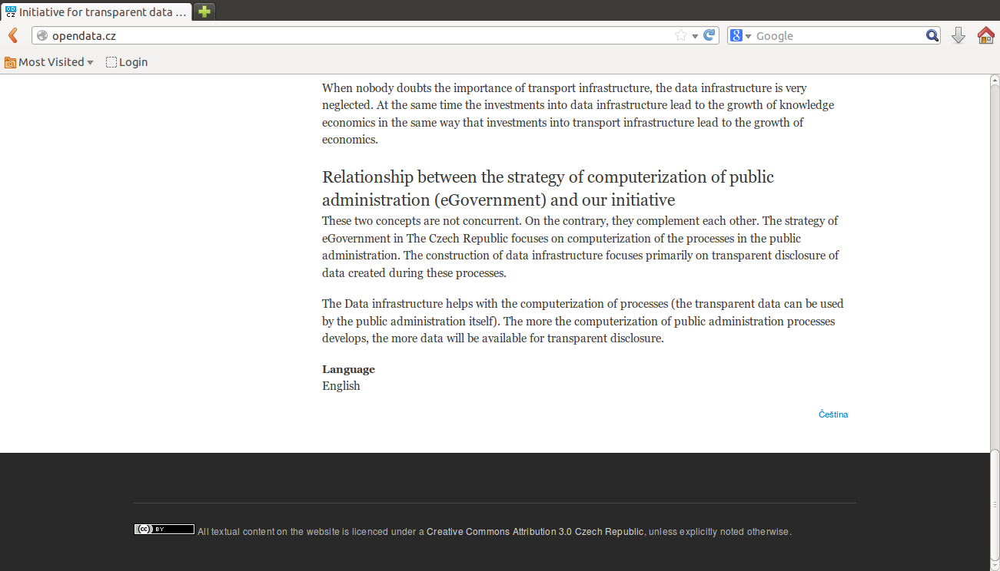 OD
CZ
Initiative for transparent data ...
opendata.cz
8
Google
Most Visited
Login
When nobody doubts the importance of transport infrastructure, the data infrastructure is very
neglected. At the same time the investments into data infrastructure lead to the growth of knowledge
economics in the same way that investments into transport infrastructure lead to the growth of
economics.
Relationship between the strategy of computerization of public
administration (eGovernment) and our initiative
These two concepts are not concurrent. On the contrary, they complement each other. The strategy of
eGovernment in The Czech Republic focuses on computerization of the processes in the public
administration. The construction of data infrastructure focuses primarily on transparent disclosure of
data created during these processes.
The Data infrastructure helps with the computerization of processes (the transparent data can be used
by the public administration itself). The more the computerization of public administration processes
develops, the more data will be available for transparent disclosure.
Language
English
Čeština
cc BY All textual content on the website is licenced under a Creative Commons Attribution 3.0 Czech Republic, unless explicitly noted otherwise.